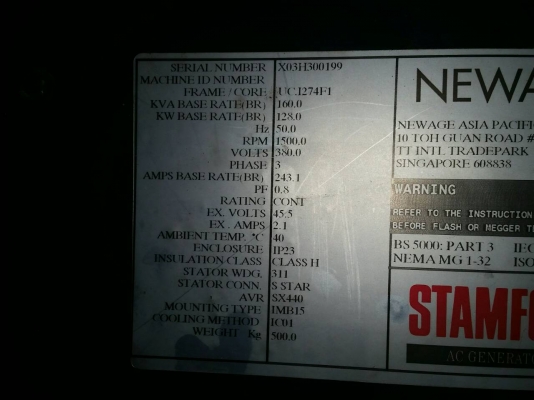 SERIAL NUMBER X03H300199
MACHINE ID NUMBER
FRAME / CORE UCJ274F1
KVA BASE RATE(BR) 160.0
KW BASE RATE(BR) 128.0
Hz 50.0
RPM 1500.0
VOLTS 380.0
PHASE 3
AMPS BASE RATE(BR) 243.1
PF 0.8
RATING CONT
EX. VOLTS 45.5
EX. AMPS 2.1
AMBIENT TEMP. °C 40
ENCLOSURE IP23
INSULATION CLASS CLASS H
STATOR WDG. 311
STATOR CONN. S STAR
AVR SX440
MOUNTING TYPE IMB15
COOLING METHOD IC01
WEIGHT Kg 500.0
NEWA
NEWAGE ASIA PACIFI
10 TOH GUAN ROAD #
TT INTL TRADEPARK
SINGAPORE 608838
WARNING
REFER TO THE INSTRUCTION
BEFORE FLASH OR MEGGER TE
BS 5000: PART 3 IEC
NEMA MG 1-32 ISO
STAMFO
AC GENERATO